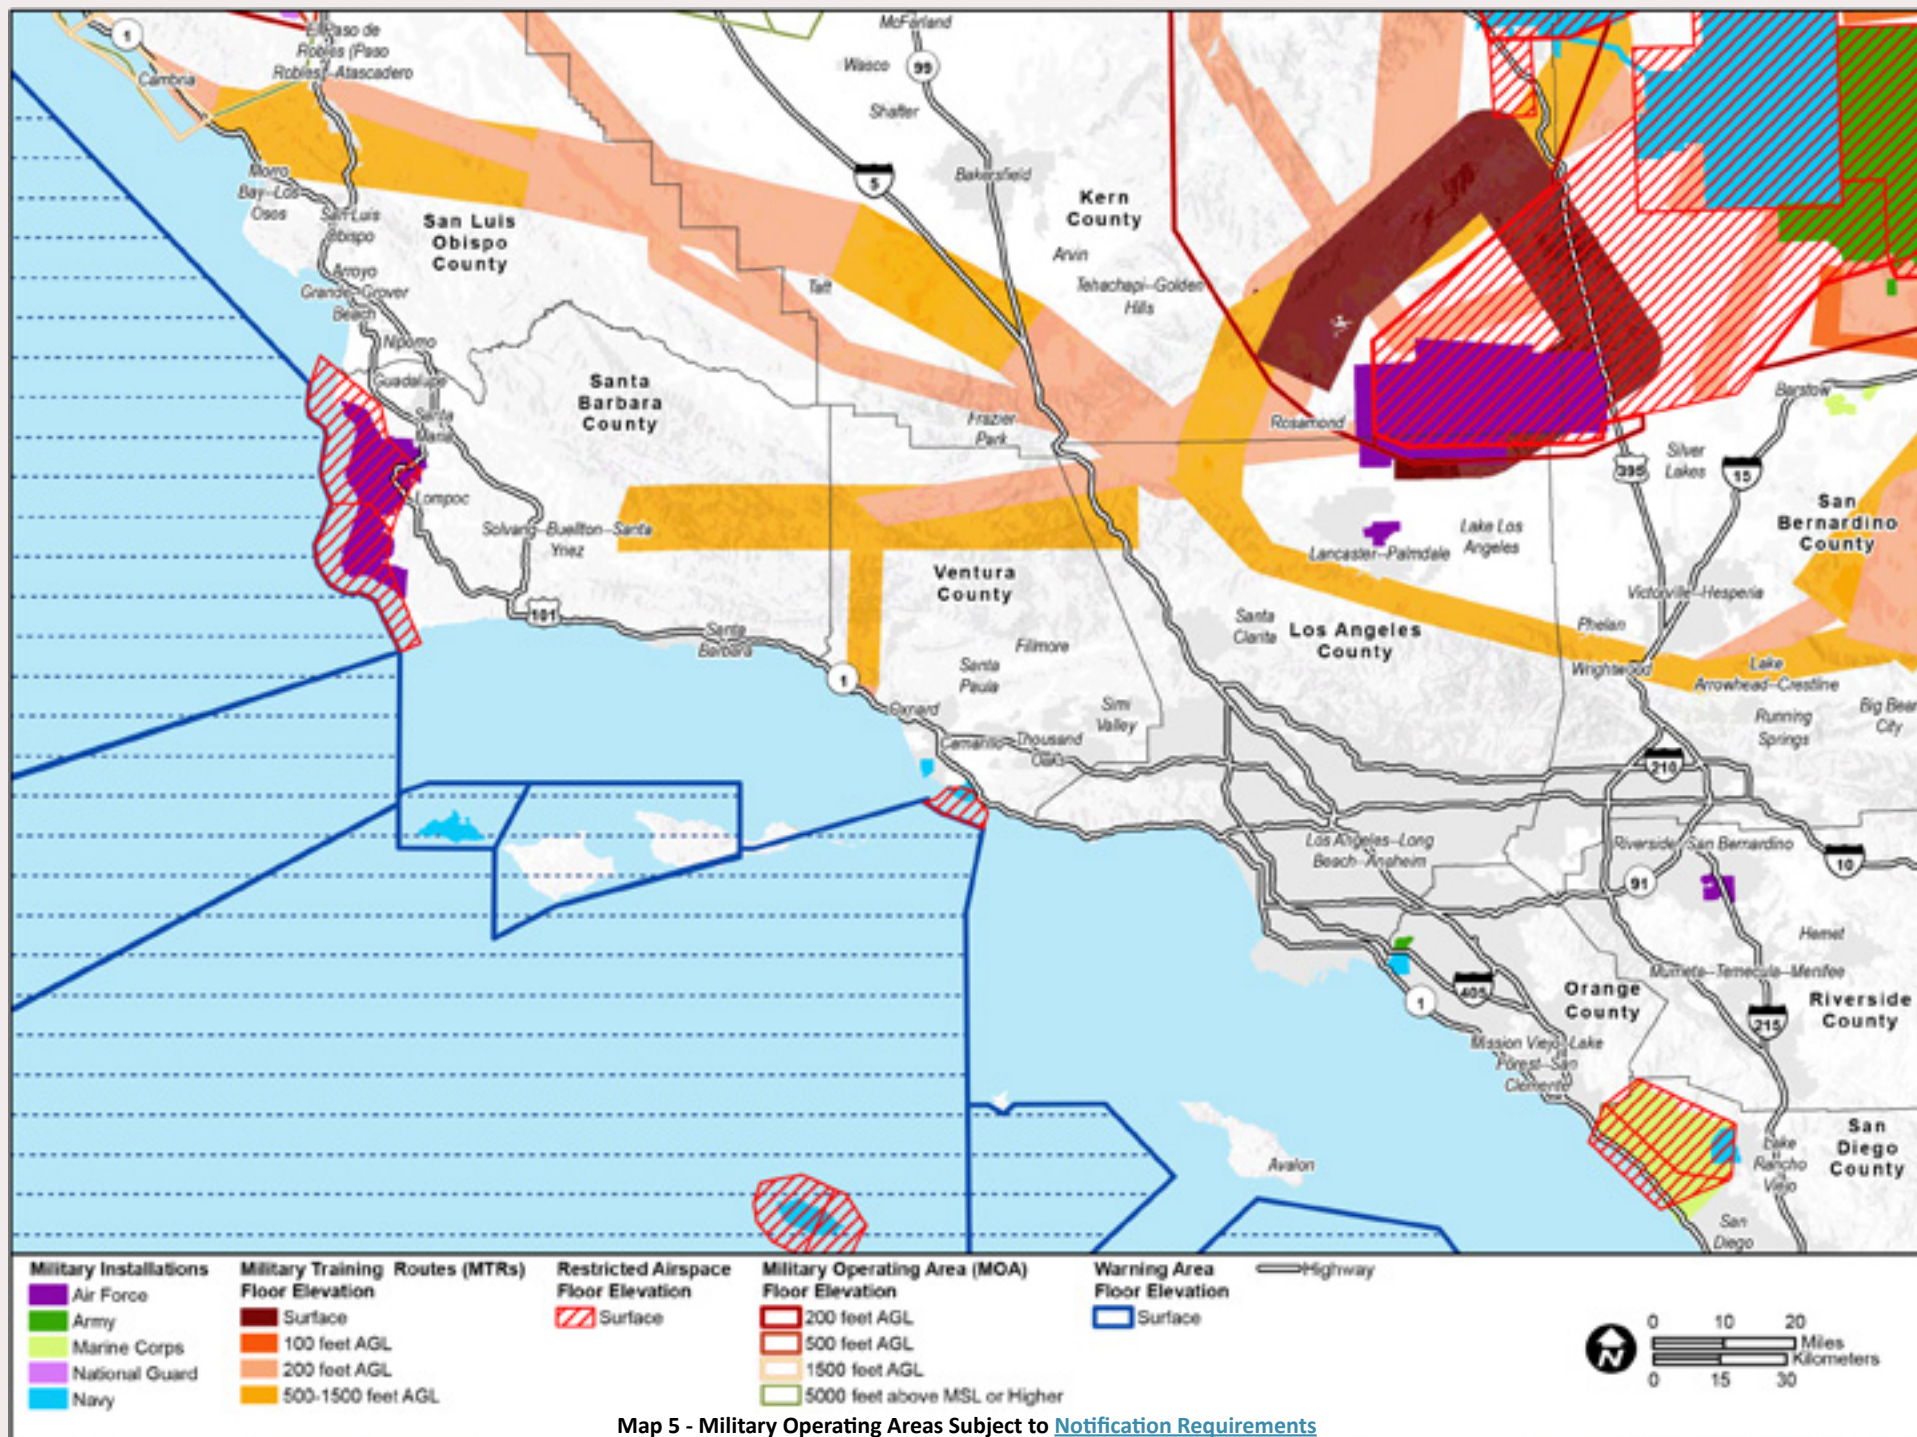 1
El Paso de
Robles (Paso
Robles)--Atascadero
Cambria
McFarland
Wasco
99
Shafter
Bakersfield
5
Kern
County
Arvin
Tehachapi--Golden
Hills
Morro
Bay--Los
Osos
San Luis
Obispo
San Luis
Obispo
County
Arroyo
Grande--Grover
Beach
Nipomo
Guadalupe
Santa
Maria
Taft
Santa
Barbara
County
Frazier
Park
Rosamond
Barstow
395
Silver
Lakes
15
San
Bernardino
County
Lompoc
Solvang--Buellton--Santa
Ynez
Lancaster--Palmdale
Lake Los
Angeles
Ventura
County
Victorville--Hesperia
101
Santa
Barbara
Santa
Clarita
Los Angeles
County
Phelan
Wrightwood
Lake
Arrowhead--Crestline
Fillmore
Santa
Paula
1
Oxnard
Simi
Valley
Camarillo
Thousand
Oaks
Running
Springs
Big Bear
City
210
Los Angeles--Long
Beach--Anaheim
Riverside--San Bernardino
10
91
Hemet
Murrieta--Temecula--Menifee
405
1
Orange
County
Riverside
County
215
Mission Viejo--Lake
Forest--San
Clemente
San
Diego
County
Lake
Rancho
Viejo
Avalon
San
Diego
Military Installations
Air Force
Army
Marine Corps
National Guard
Navy
Military Training Routes (MTRs)
Floor Elevation
Surface
100 feet AGL
200 feet AGL
500-1500 feet AGL
Restricted Airspace
Floor Elevation
Surface
Military Operating Area (MOA)
Floor Elevation
200 feet AGL
500 feet AGL
1500 feet AGL
5000 feet above MSL or Higher
Warning Area
Floor Elevation
Surface
Highway
N
0 10 20
Miles
Kilometers
0 15 30
Map 5 - Military Operating Areas Subject to Notification Requirements